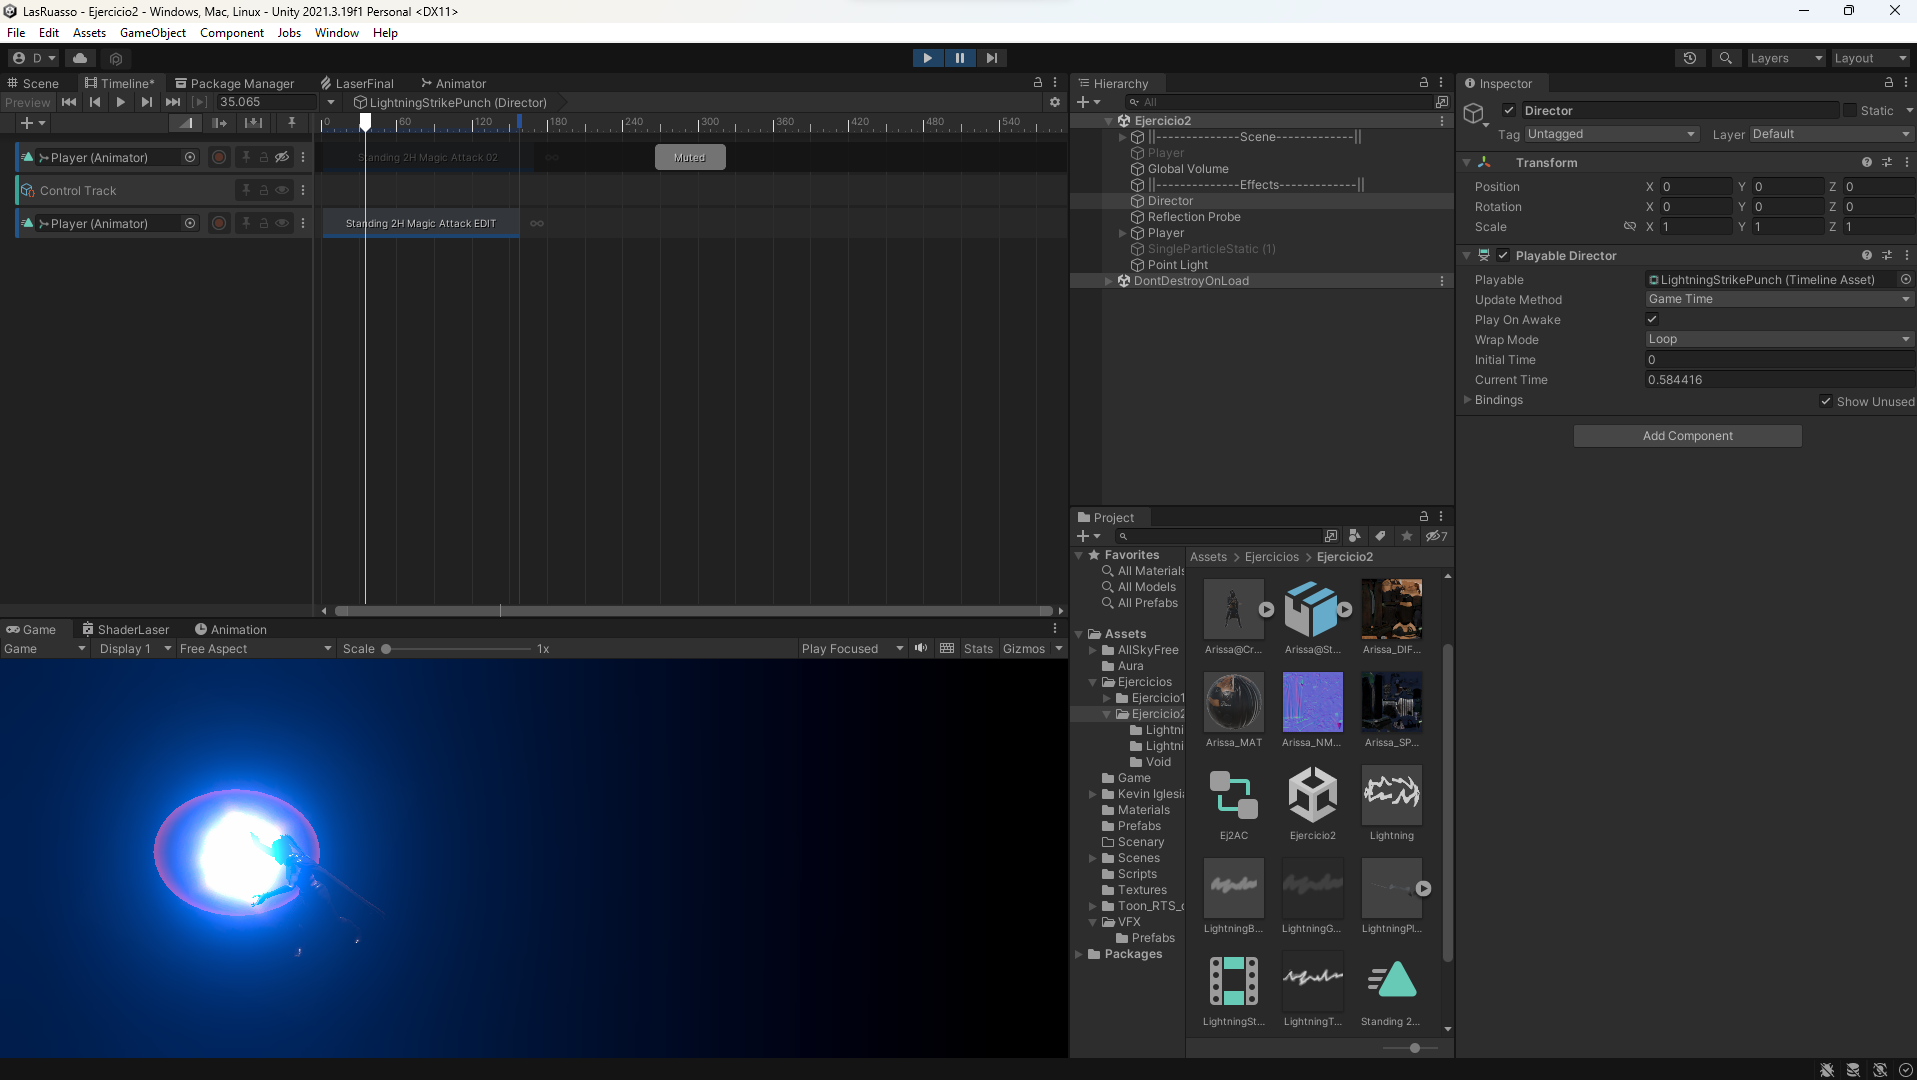 LasRuasso - Ejercicio2 - Windows, Mac, Linux - Unity 2021.3.19f1 Personal <DX11>
File Edit Assets GameObject Component Jobs Window Help
D
Layers
Layout
Scene
Timeline*
Package Manager
LaserFinal
Animator
Preview
35.065
LightningStrikePunch (Director)
0 60 120 180 240 300 360 420 480 540
Player (Animator)
Standing 2H Magic Attack 02
Muted
Control Track
Player (Animator)
Standing 2H Magic Attack EDIT
Game
ShaderLaser
Animation
Game
Display 1
Free Aspect
Scale
1x
Play Focused
Stats
Gizmos
Hierarchy
All
Ejercicio2
||--------------Scene-------------||
Player
Global Volume
||--------------Effects-------------||
Director
Reflection Probe
Player
SingleParticleStatic (1)
Point Light
DontDestroyOnLoad
Project
7
Favorites
All Materials
All Models
All Prefabs
Assets
AllSkyFree
Aura
Ejercicios
Ejercicio1
Ejercicio2
Lightni
Lightni
Void
Game
Kevin Iglesia
Materials
Prefabs
Scenary
Scenes
Scripts
Textures
Toon_RTS_d
VFX
Prefabs
Packages
Assets > Ejercicios > Ejercicio2
Arissa@Cr...
Arissa@St...
Arissa_DIF...
Arissa_MAT
Arissa_NM...
Arissa_SP...
Ej2AC
Ejercicio2
Lightning
LightningB...
LightningG...
LightningPl...
LightningSt...
LightningT...
Standing 2...
Inspector
Director
Static
Tag Untagged
Layer Default
Transform
Position X 0 Y 0 Z 0
Rotation X 0 Y 0 Z 0
Scale X 1 Y 1 Z 1
Playable Director
Playable LightningStrikePunch (Timeline Asset)
Update Method Game Time
Play On Awake
Wrap Mode Loop
Initial Time 0
Current Time 0.584416
Bindings
Show Unused
Add Component